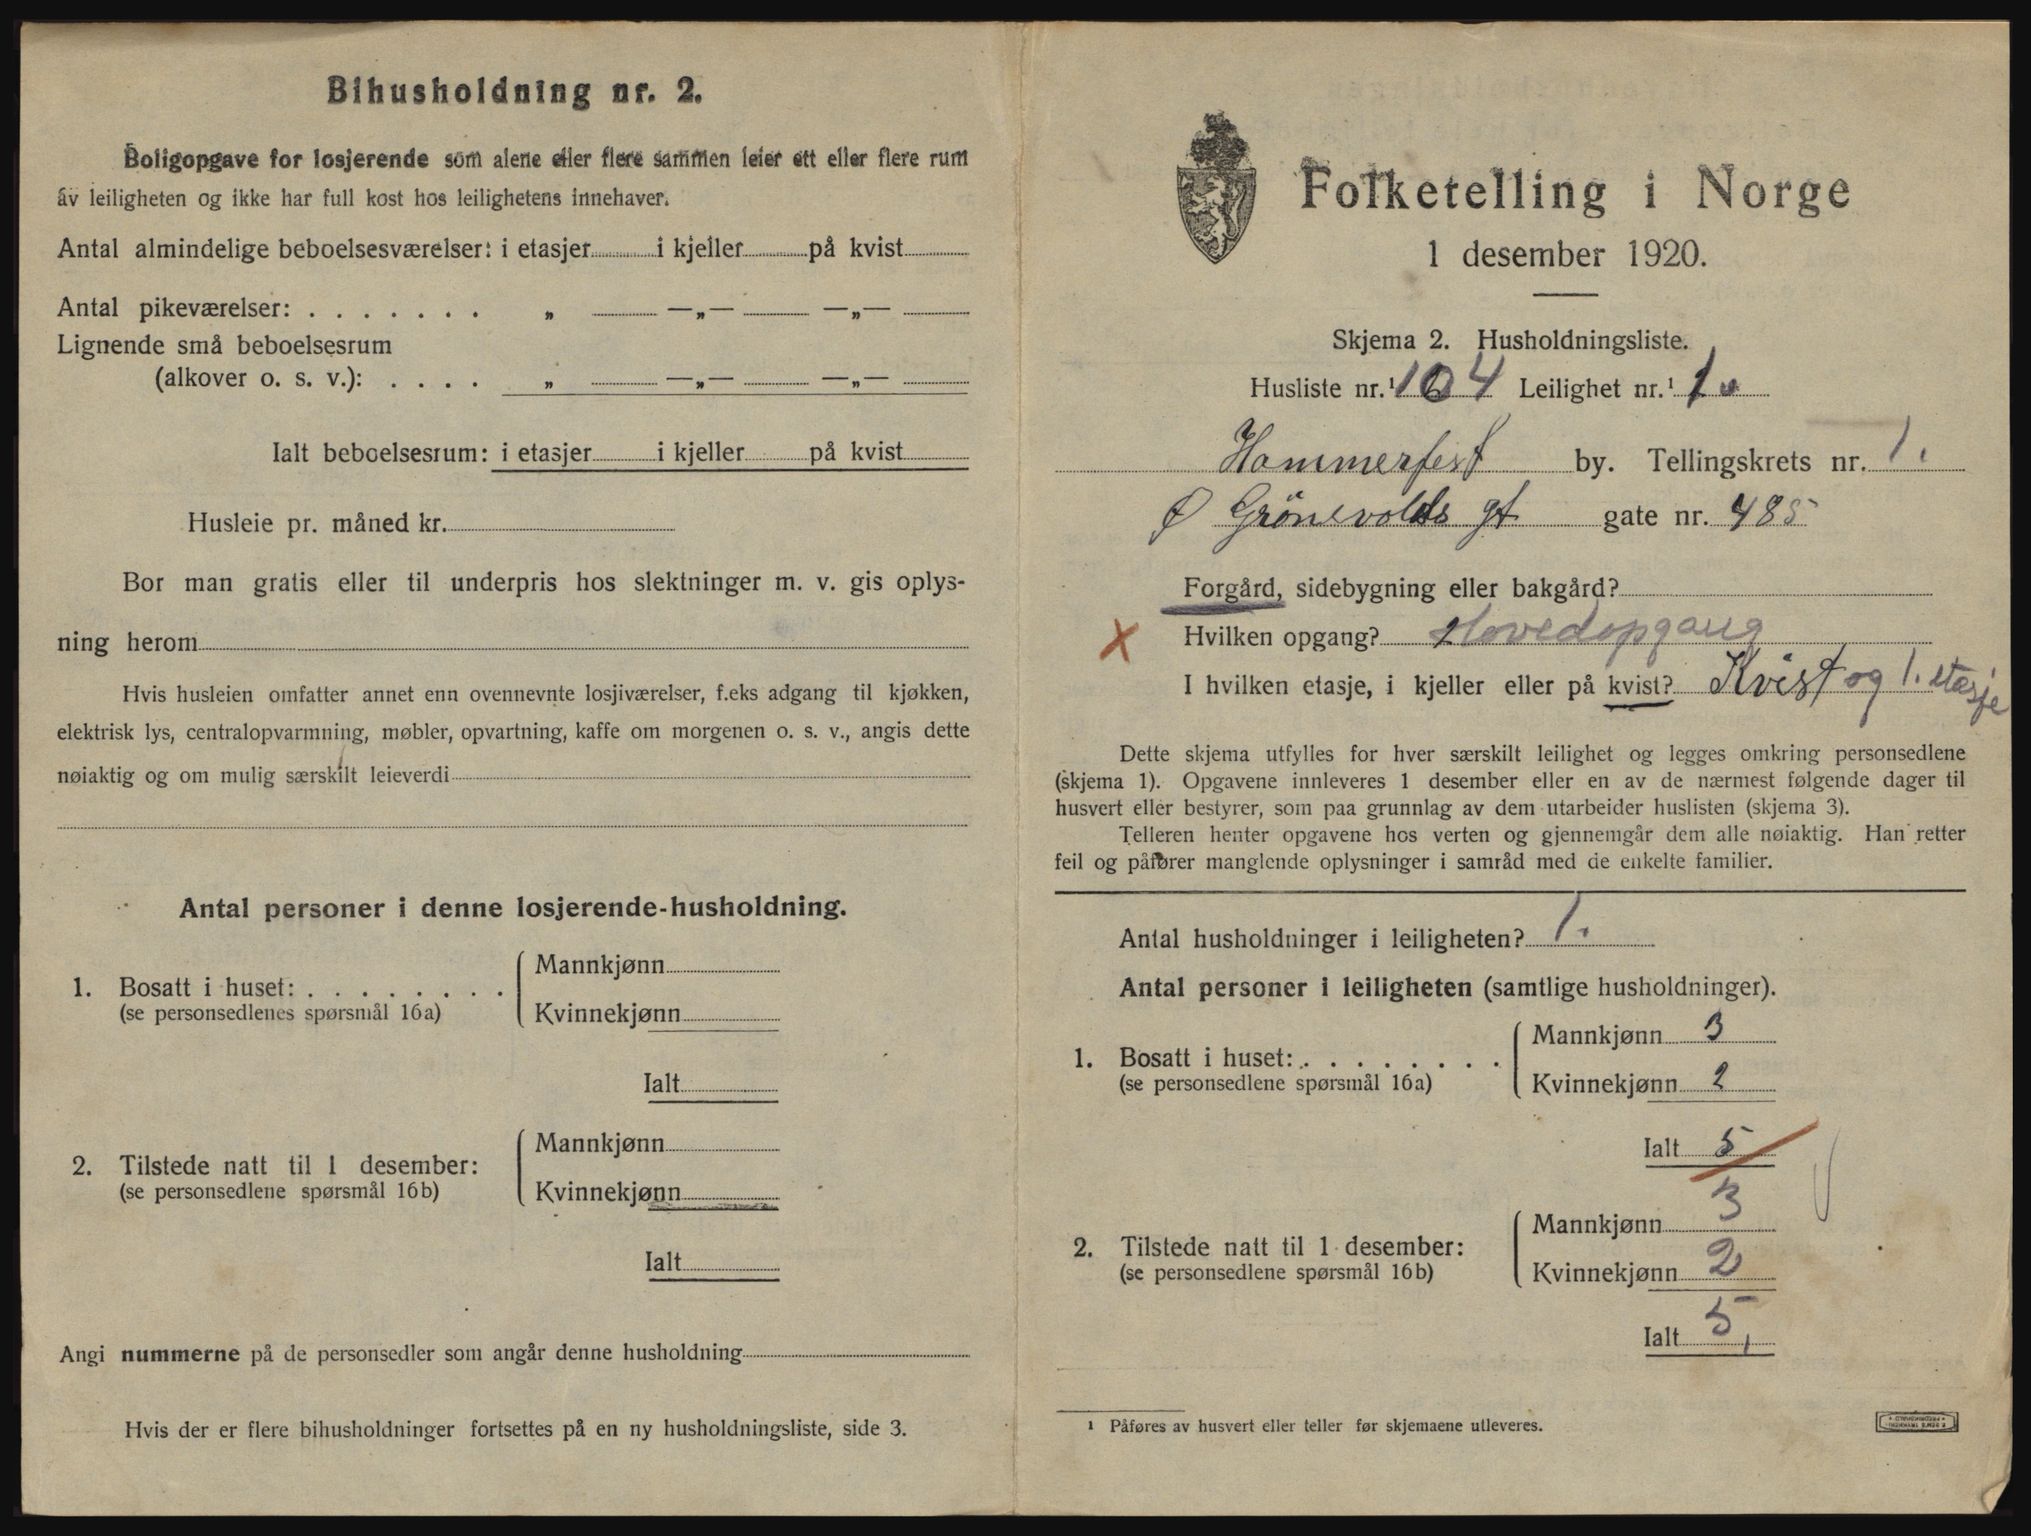 Bihusholdning nr. 2.
Boligopgave for losjerende som alene eller flere sammen leier ett eller flere rum
av leiligheten og ikke har full kost hos leilighetens innehaver.
Antal almindelige beboelsesværelser: i etasjer i kjeller på kvist
Antal pikeværelser: . . . . . . . „ —„— —„—
Lignende små beboelsesrum
(alkover o. s. v.): . . . . „ —„— —„—
Ialt beboelsesrum: i etasjer i kjeller på kvist
Husleie pr. måned kr.
Bor man gratis eller til underpris hos slektninger m. v. gis oplys-
ning herom
Hvis husleien omfatter annet enn ovennevnte losjiværelser, f.eks adgang til kjøkken,
elektrisk lys, centralopvarmning, møbler, opvartning, kaffe om morgenen o. s. v., angis dette
nøiaktig og om mulig særskilt leieverdi
Antal personer i denne losjerende-husholdning.
1. Bosatt i huset: . . . . . . . .
(se personsedlenes spørsmål 16a)
Mannkjønn
Kvinnekjønn
Ialt
2. Tilstede natt til 1 desember:
(se personsedlene spørsmål 16b)
Mannkjønn
Kvinnekjønn
Ialt
Angi nummerne på de personsedler som angår denne husholdning
Hvis der er flere bihusholdninger fortsettes på en ny husholdningsliste, side 3.
Folketelling i Norge
1 desember 1920.
Skjema 2. Husholdningsliste.
Husliste nr.¹ 104 Leilighet nr.¹ 1
Hammerfest by. Tellingskrets nr. 1.
Ø Grönevolds gt gate nr. 485
Forgård, sidebygning eller bakgård?
Hvilken opgang? Hovedopgang
I hvilken etasje, i kjeller eller på kvist? Kvist og 1. etasje
Dette skjema utfylles for hver særskilt leilighet og legges omkring personsedlene
(skjema 1). Opgavene innleveres 1 desember eller en av de nærmest følgende dager til
husvert eller bestyrer, som paa grunnlag av dem utarbeider huslisten (skjema 3).
Telleren henter opgavene hos verten og gjennemgår dem alle nøiaktig. Han retter
feil og påfører manglende oplysninger i samråd med de enkelte familier.
Antal husholdninger i leiligheten? 1.
Antal personer i leiligheten (samtlige husholdninger).
1. Bosatt i huset: . . . . . . . .
(se personsedlene spørsmål 16a)
Mannkjønn 3
Kvinnekjønn 2
Ialt 5
2. Tilstede natt til 1 desember:
(se personsedlene spørsmål 16b)
Mannkjønn 3
Kvinnekjønn 2
Ialt 5
¹ Påføres av husvert eller teller før skjemaene utleveres.